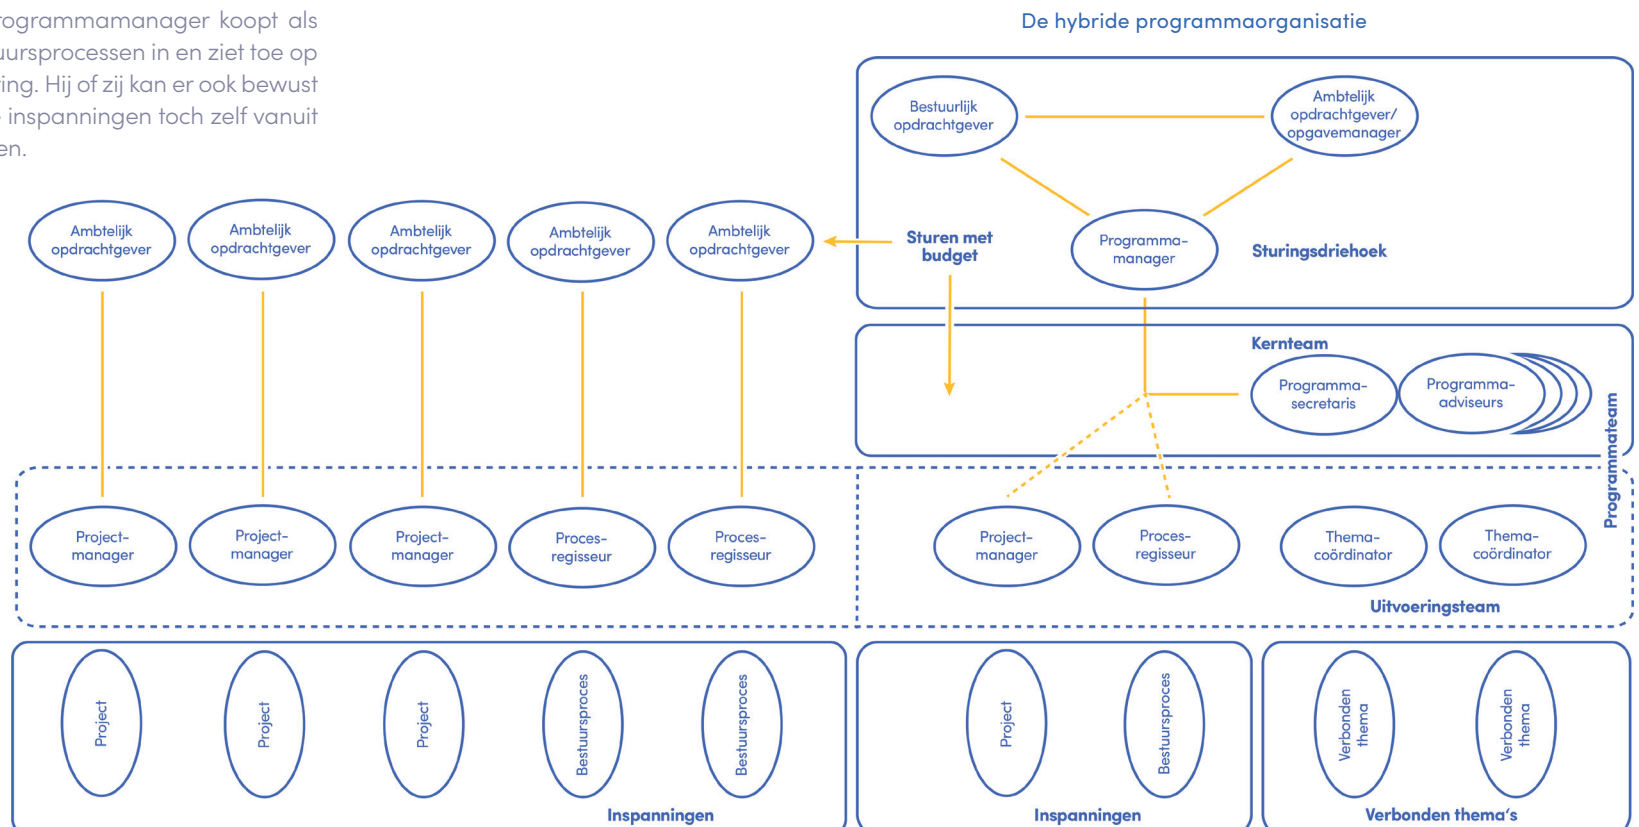 rogrammamanager koopt als
uursprocessen in en ziet toe op
ring. Hij of zij kan er ook bewust
e inspanningen toch zelf vanuit
en.
De hybride programmaorganisatie
Bestuurlijk
opdrachtgever
Ambtelijk
opdrachtgever/
opgavemanager
Ambtelijk
opdrachtgever
Ambtelijk
opdrachtgever
Ambtelijk
opdrachtgever
Ambtelijk
opdrachtgever
Ambtelijk
opdrachtgever
Sturen met
budget
Programma-
manager
Sturingsdriehoek
Kernteam
Programma-
secretaris
Programma-
adviseurs
Programmateam
Project-
manager
Project-
manager
Project-
manager
Proces-
regisseur
Proces-
regisseur
Project-
manager
Proces-
regisseur
Thema-
coördinator
Thema-
coördinator
Uitvoeringsteam
Project
Project
Project
Bestuursproces
Bestuursproces
Project
Bestuursproces
Verbonden
thema
Verbonden
thema
Inspanningen
Inspanningen
Verbonden thema's